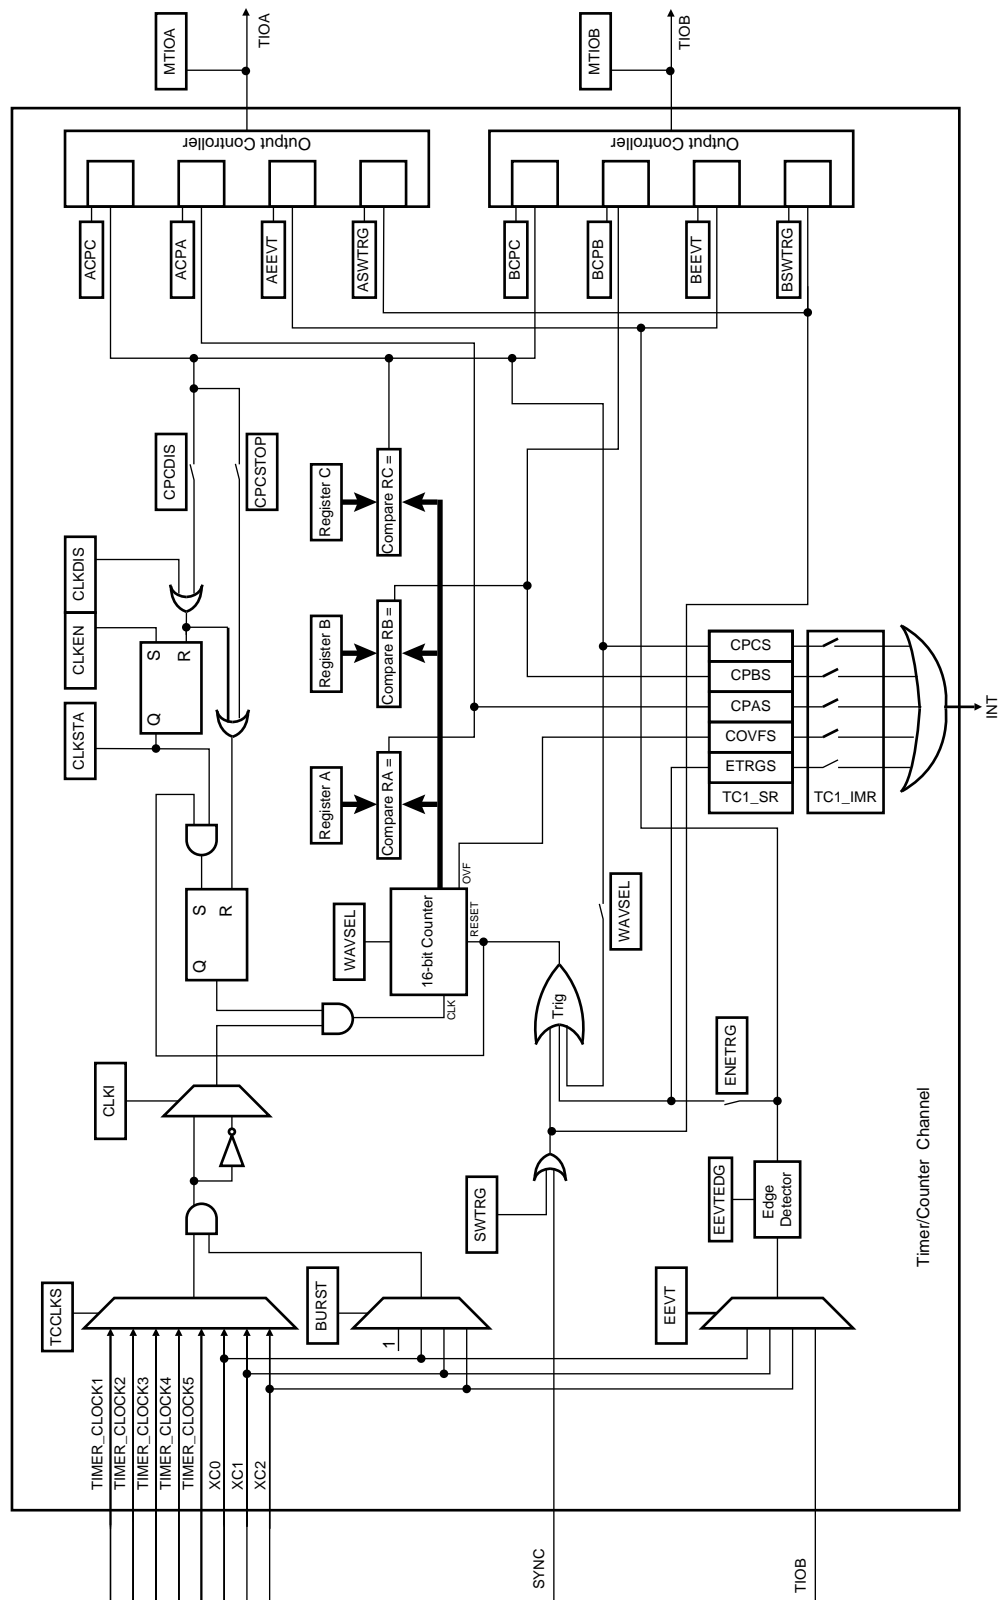 MTIOA
TIOA
MTIOB
TIOB
Output Controller
Output Controller
ACPC
ACPA
AEEVT
ASWTRG
BCPC
BCPB
BEEVT
BSWTRG
CPCDIS
CPCSTOP
Register C
Compare RC =
CLKDIS
CLKEN
CLKSTA
S
R
Q
Register B
Compare RB =
Register A
Compare RA =
CPCS
CPBS
CPAS
COVFS
ETRGS
TC1_SR
TC1_IMR
INT
S
R
Q
WAVSEL
16-bit Counter
OVF
RESET
CLK
WAVSEL
Trig
CLKI
ENETRG
SWTRG
EEVTEDG
Edge
Detector
Timer/Counter Channel
TCCLKS
BURST
EEVT
1
TIMER_CLOCK1
TIMER_CLOCK2
TIMER_CLOCK3
TIMER_CLOCK4
TIMER_CLOCK5
XC0
XC1
XC2
SYNC
TIOB